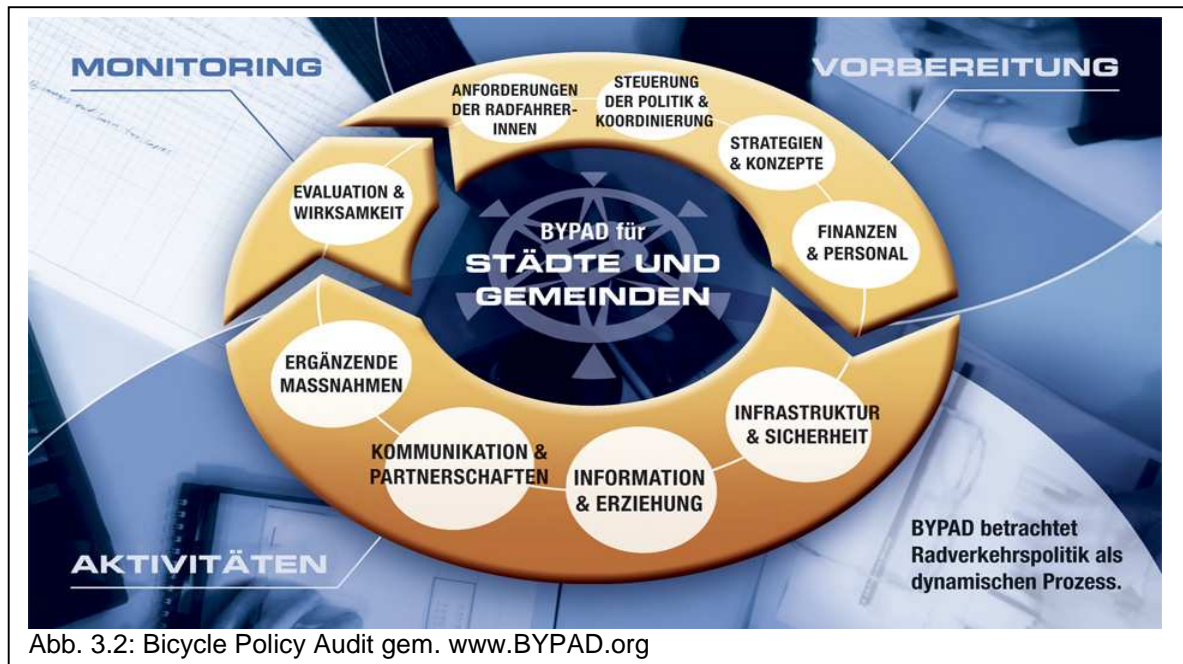 MONITORING
VORBEREITUNG
ANFORDERUNGEN
DER RADFAHRER-
INNEN
STEUERUNG
DER POLITIK &
KOORDINIERUNG
STRATEGIEN
& KONZEPTE
FINANZEN
& PERSONAL
EVALUATION &
WIRKSAMKEIT
BYPAD für
STÄDTE UND
GEMEINDEN
ERGÄNZENDE
MASSNAHMEN
KOMMUNIKATION &
PARTNERSCHAFTEN
INFORMATION
& ERZIEHUNG
INFRASTRUKTUR
& SICHERHEIT
AKTIVITÄTEN
BYPAD betrachtet
Radverkehrspolitik als
dynamischen Prozess.
Abb. 3.2: Bicycle Policy Audit gem. www.BYPAD.org